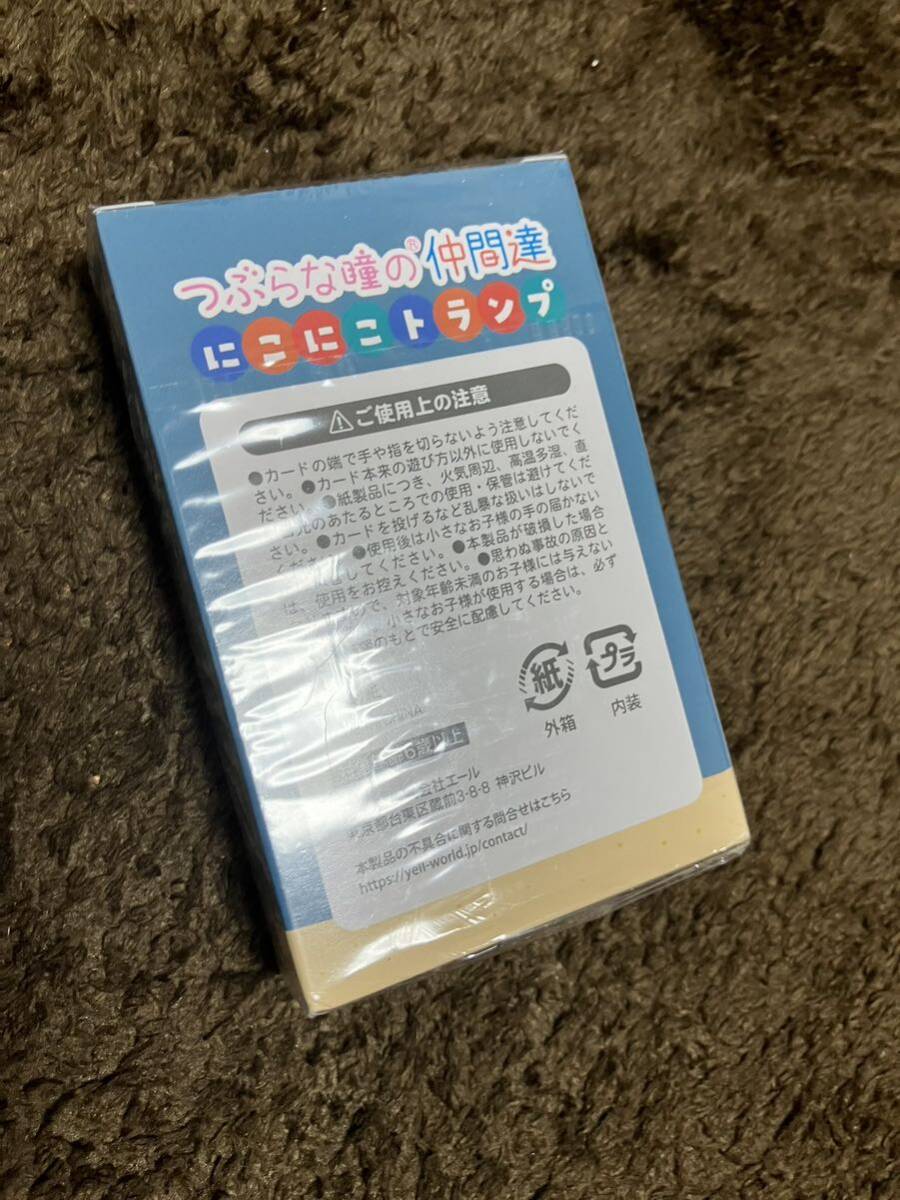 つぶらな瞳の®仲間達
にこにこトランプ
⚠ご使用上の注意
●カードの端で手や指を切らないよう注意してくだ
さい。●カード本来の遊び方以外に使用しないでく
ださい。●紙製品につき、火気周辺、高温多湿、直
日光のあたるところでの使用・保管は避けてくだ
さい。●カードを投げるなど乱暴な扱いはしないで
ください。●使用後は小さなお子様の手の届かない
してください。●本製品が破損した場合
は、使用をお控えください。●思わぬ事故の原因と
ので、対象年齢未満のお子様には与えない
小さなお子様が使用する場合は、必ず
のもとで安全に配慮してください。
紙
外箱
プラ
内装
CHINA
6歳以上
会社エール
東京都台東区蔵前3-8-8 神沢ビル
本製品の不具合に関する問合せはこちら
https://yell-world.jp/contact/